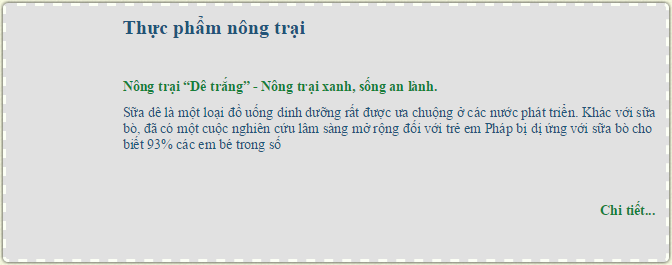 Thực phẩm nông trại
Nông trại “Dê trắng” - Nông trại xanh, sống an lành.
Sữa dê là một loại đồ uống dinh dưỡng rất được ưa chuộng ở các nước phát triển. Khác với sữa
bò, đã có một cuộc nghiên cứu lâm sàng mở rộng đối với trẻ em Pháp bị dị ứng với sữa bò cho
biết 93% các em bé trong số
Chi tiết...